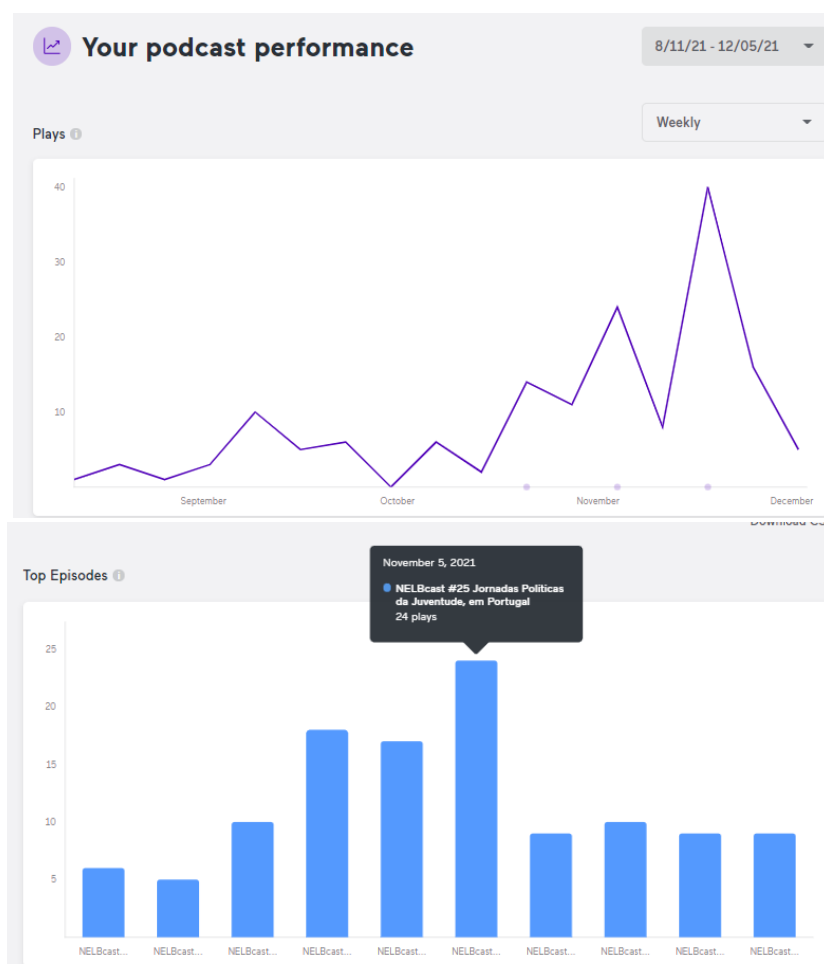 Your podcast performance
8/11/21 - 12/05/21
Weekly
Plays
40
30
20
10
September October November December
Download
Top Episodes
November 5, 2021
NELBcast #25 Jornadas Políticas
da Juventude, em Portugal
24 plays
25
20
15
10
5
NELBcast... NELBcast... NELBcast... NELBcast... NELBcast... NELBcast... NELBcast... NELBcast... NELBcast... NELBcast...